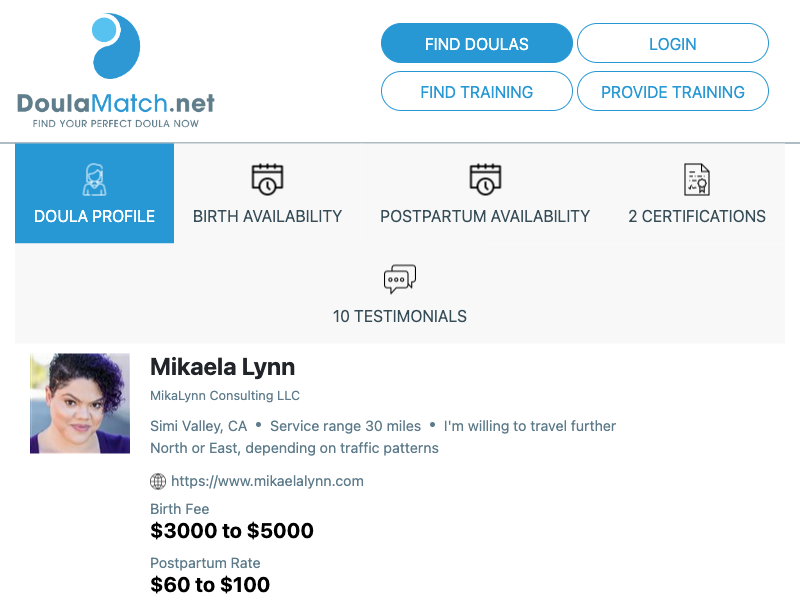 DoulaMatch.net
FIND YOUR PERFECT DOULA NOW
FIND DOULAS
LOGIN
FIND TRAINING
PROVIDE TRAINING
DOULA PROFILE
BIRTH AVAILABILITY
POSTPARTUM AVAILABILITY
2 CERTIFICATIONS
10 TESTIMONIALS
Mikaela Lynn
MikaLynn Consulting LLC
Simi Valley, CA • Service range 30 miles • I'm willing to travel further
North or East, depending on traffic patterns
https://www.mikaelalynn.com
Birth Fee
$3000 to $5000
Postpartum Rate
$60 to $100